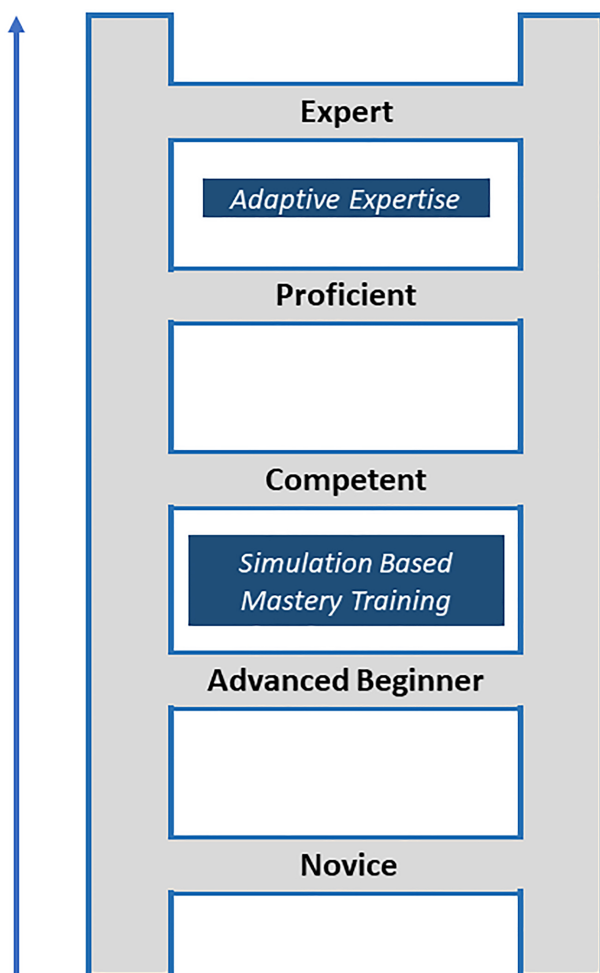 Expert
Adaptive Expertise
Proficient
Competent
Simulation Based
Mastery Training
Advanced Beginner
Novice